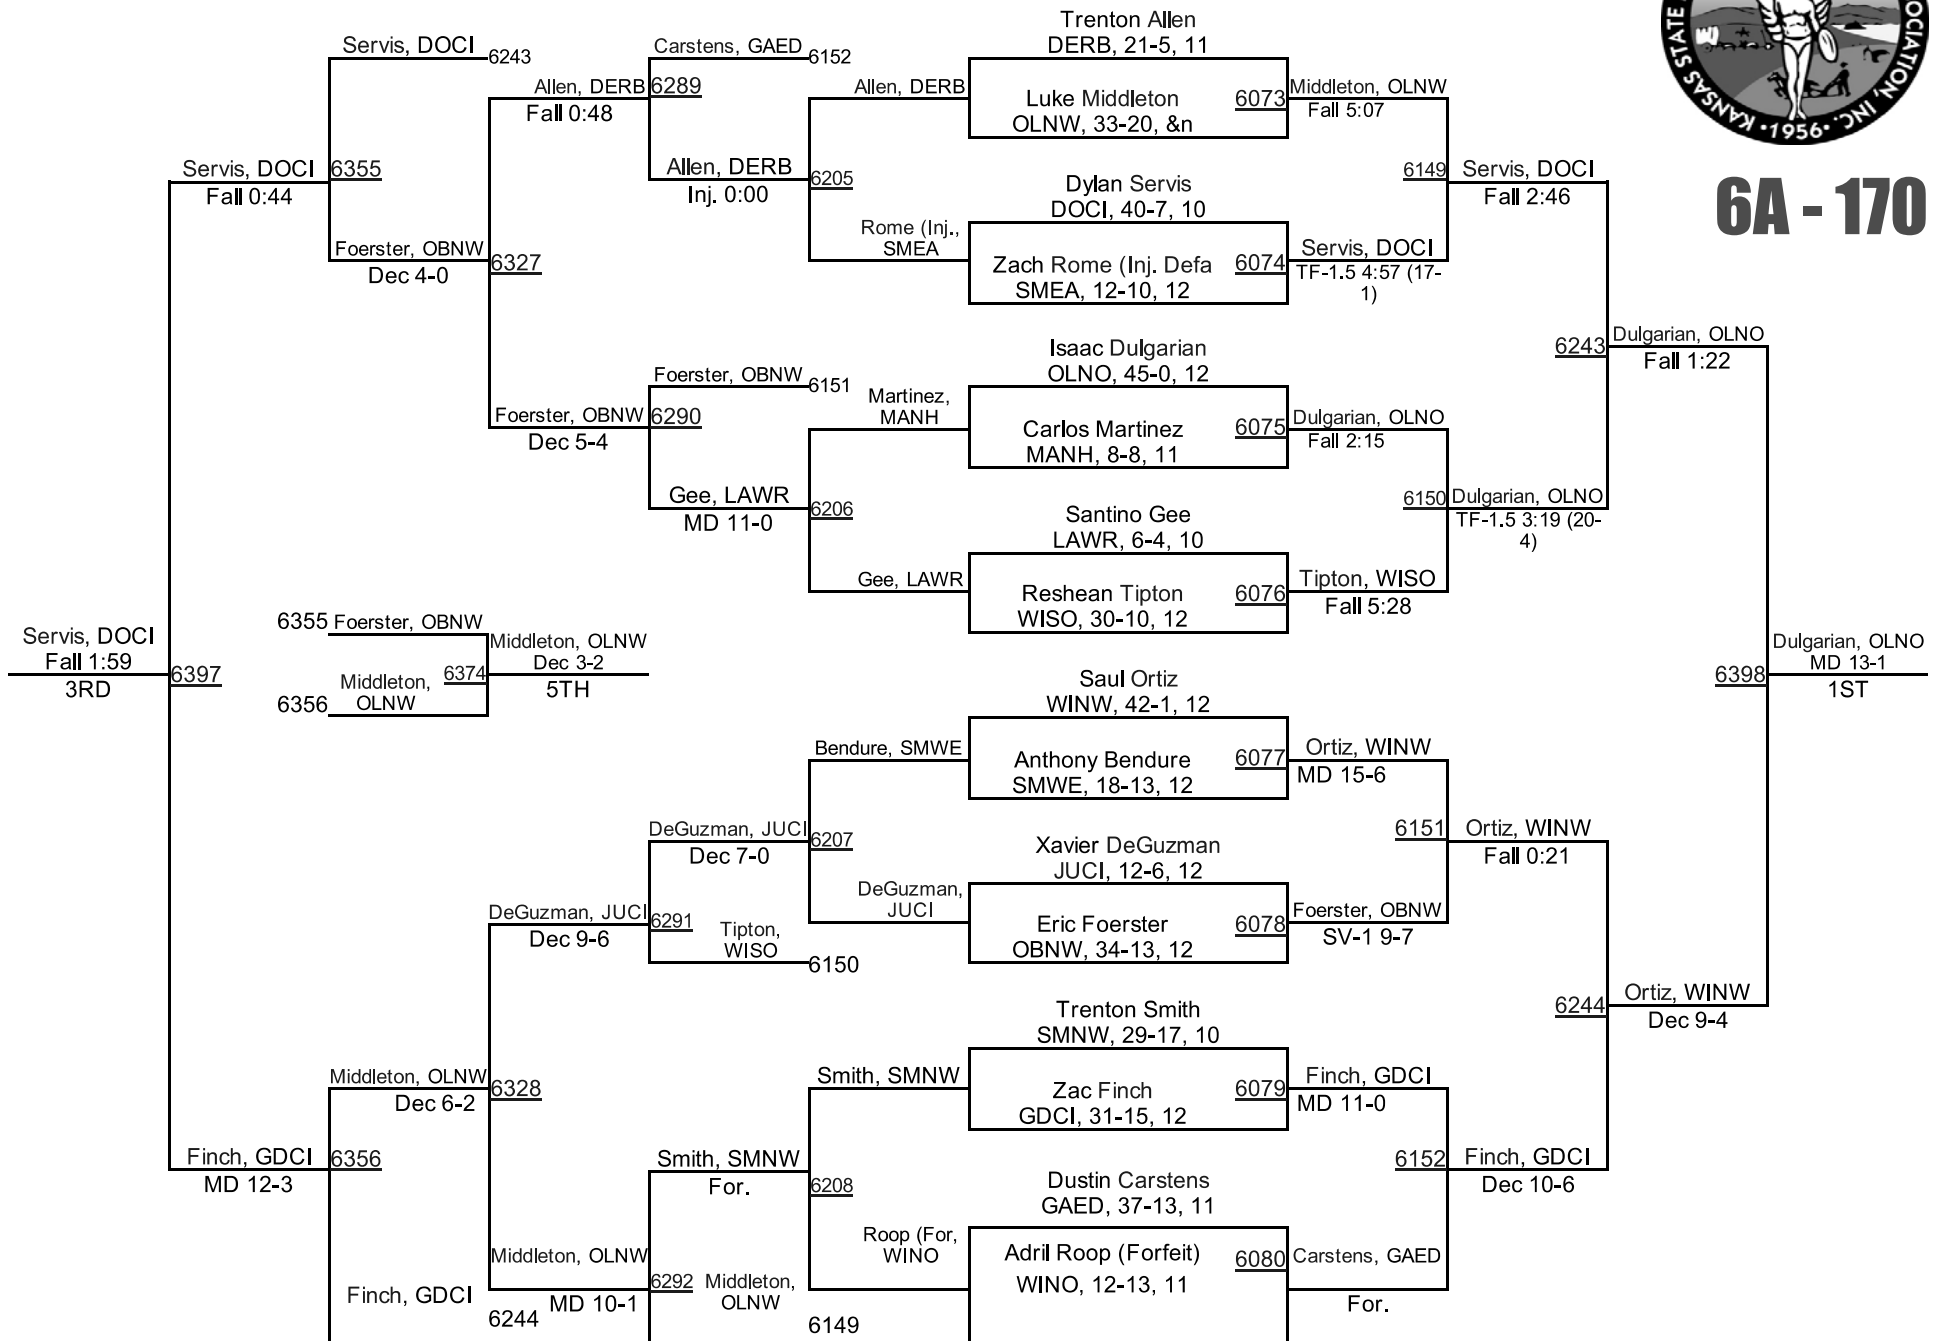 KANSAS STATE
OCIATION, INC.
•1956•
6A - 170
Trenton Allen
DERB, 21-5, 11
Luke Middleton
OLNW, 33-20, &n
6073
Dylan Servis
DOCI, 40-7, 10
Zach Rome (Inj. Defa
SMEA, 12-10, 12
6074
Isaac Dulgarian
OLNO, 45-0, 12
Carlos Martinez
MANH, 8-8, 11
6075
Santino Gee
LAWR, 6-4, 10
Reshean Tipton
WISO, 30-10, 12
6076
Saul Ortiz
WINW, 42-1, 12
Anthony Bendure
SMWE, 18-13, 12
6077
Xavier DeGuzman
JUCI, 12-6, 12
Eric Foerster
OBNW, 34-13, 12
6078
Trenton Smith
SMNW, 29-17, 10
Zac Finch
GDCI, 31-15, 12
6079
Dustin Carstens
GAED, 37-13, 11
Adril Roop (Forfeit)
WINO, 12-13, 11
6080
Middleton, OLNW
Fall 5:07
6149
Servis, DOCI
TF-1.5 4:57 (17-
1)
Dulgarian, OLNO
Fall 2:15
6150
Tipton, WISO
Fall 5:28
Ortiz, WINW
MD 15-6
6151
Foerster, OBNW
SV-1 9-7
Finch, GDCI
MD 11-0
6152
Carstens, GAED
For.
Servis, DOCI
Fall 2:46
6243
Dulgarian, OLNO
TF-1.5 3:19 (20-
4)
Ortiz, WINW
Fall 0:21
6244
Finch, GDCI
Dec 10-6
Dulgarian, OLNO
Fall 1:22
6398
Ortiz, WINW
Dec 9-4
Dulgarian, OLNO
MD 13-1
1ST
Allen, DERB
6205
Rome (Inj.,
SMEA
Martinez,
MANH
6206
Gee, LAWR
Bendure, SMWE
6207
DeGuzman,
JUCI
Smith, SMNW
6208
Roop (For,
WINO
Carstens, GAED
6152
6289
Allen, DERB
Inj. 0:00
Foerster, OBNW
6151
6290
Gee, LAWR
MD 11-0
DeGuzman, JUCI
Dec 7-0
6291
Tipton,
WISO
6150
Smith, SMNW
For.
6292
Middleton,
OLNW
6149
Allen, DERB
Fall 0:48
6327
Foerster, OBNW
Dec 5-4
DeGuzman, JUCI
Dec 9-6
6328
Middleton, OLNW
MD 10-1
Servis, DOCI
6243
6355
Foerster, OBNW
Dec 4-0
Middleton, OLNW
Dec 6-2
6356
Finch, GDCI
6244
Servis, DOCI
Fall 0:44
6397
Finch, GDCI
MD 12-3
Servis, DOCI
Fall 1:59
3RD
6355
Foerster, OBNW
6374
6356
Middleton,
OLNW
Middleton, OLNW
Dec 3-2
5TH